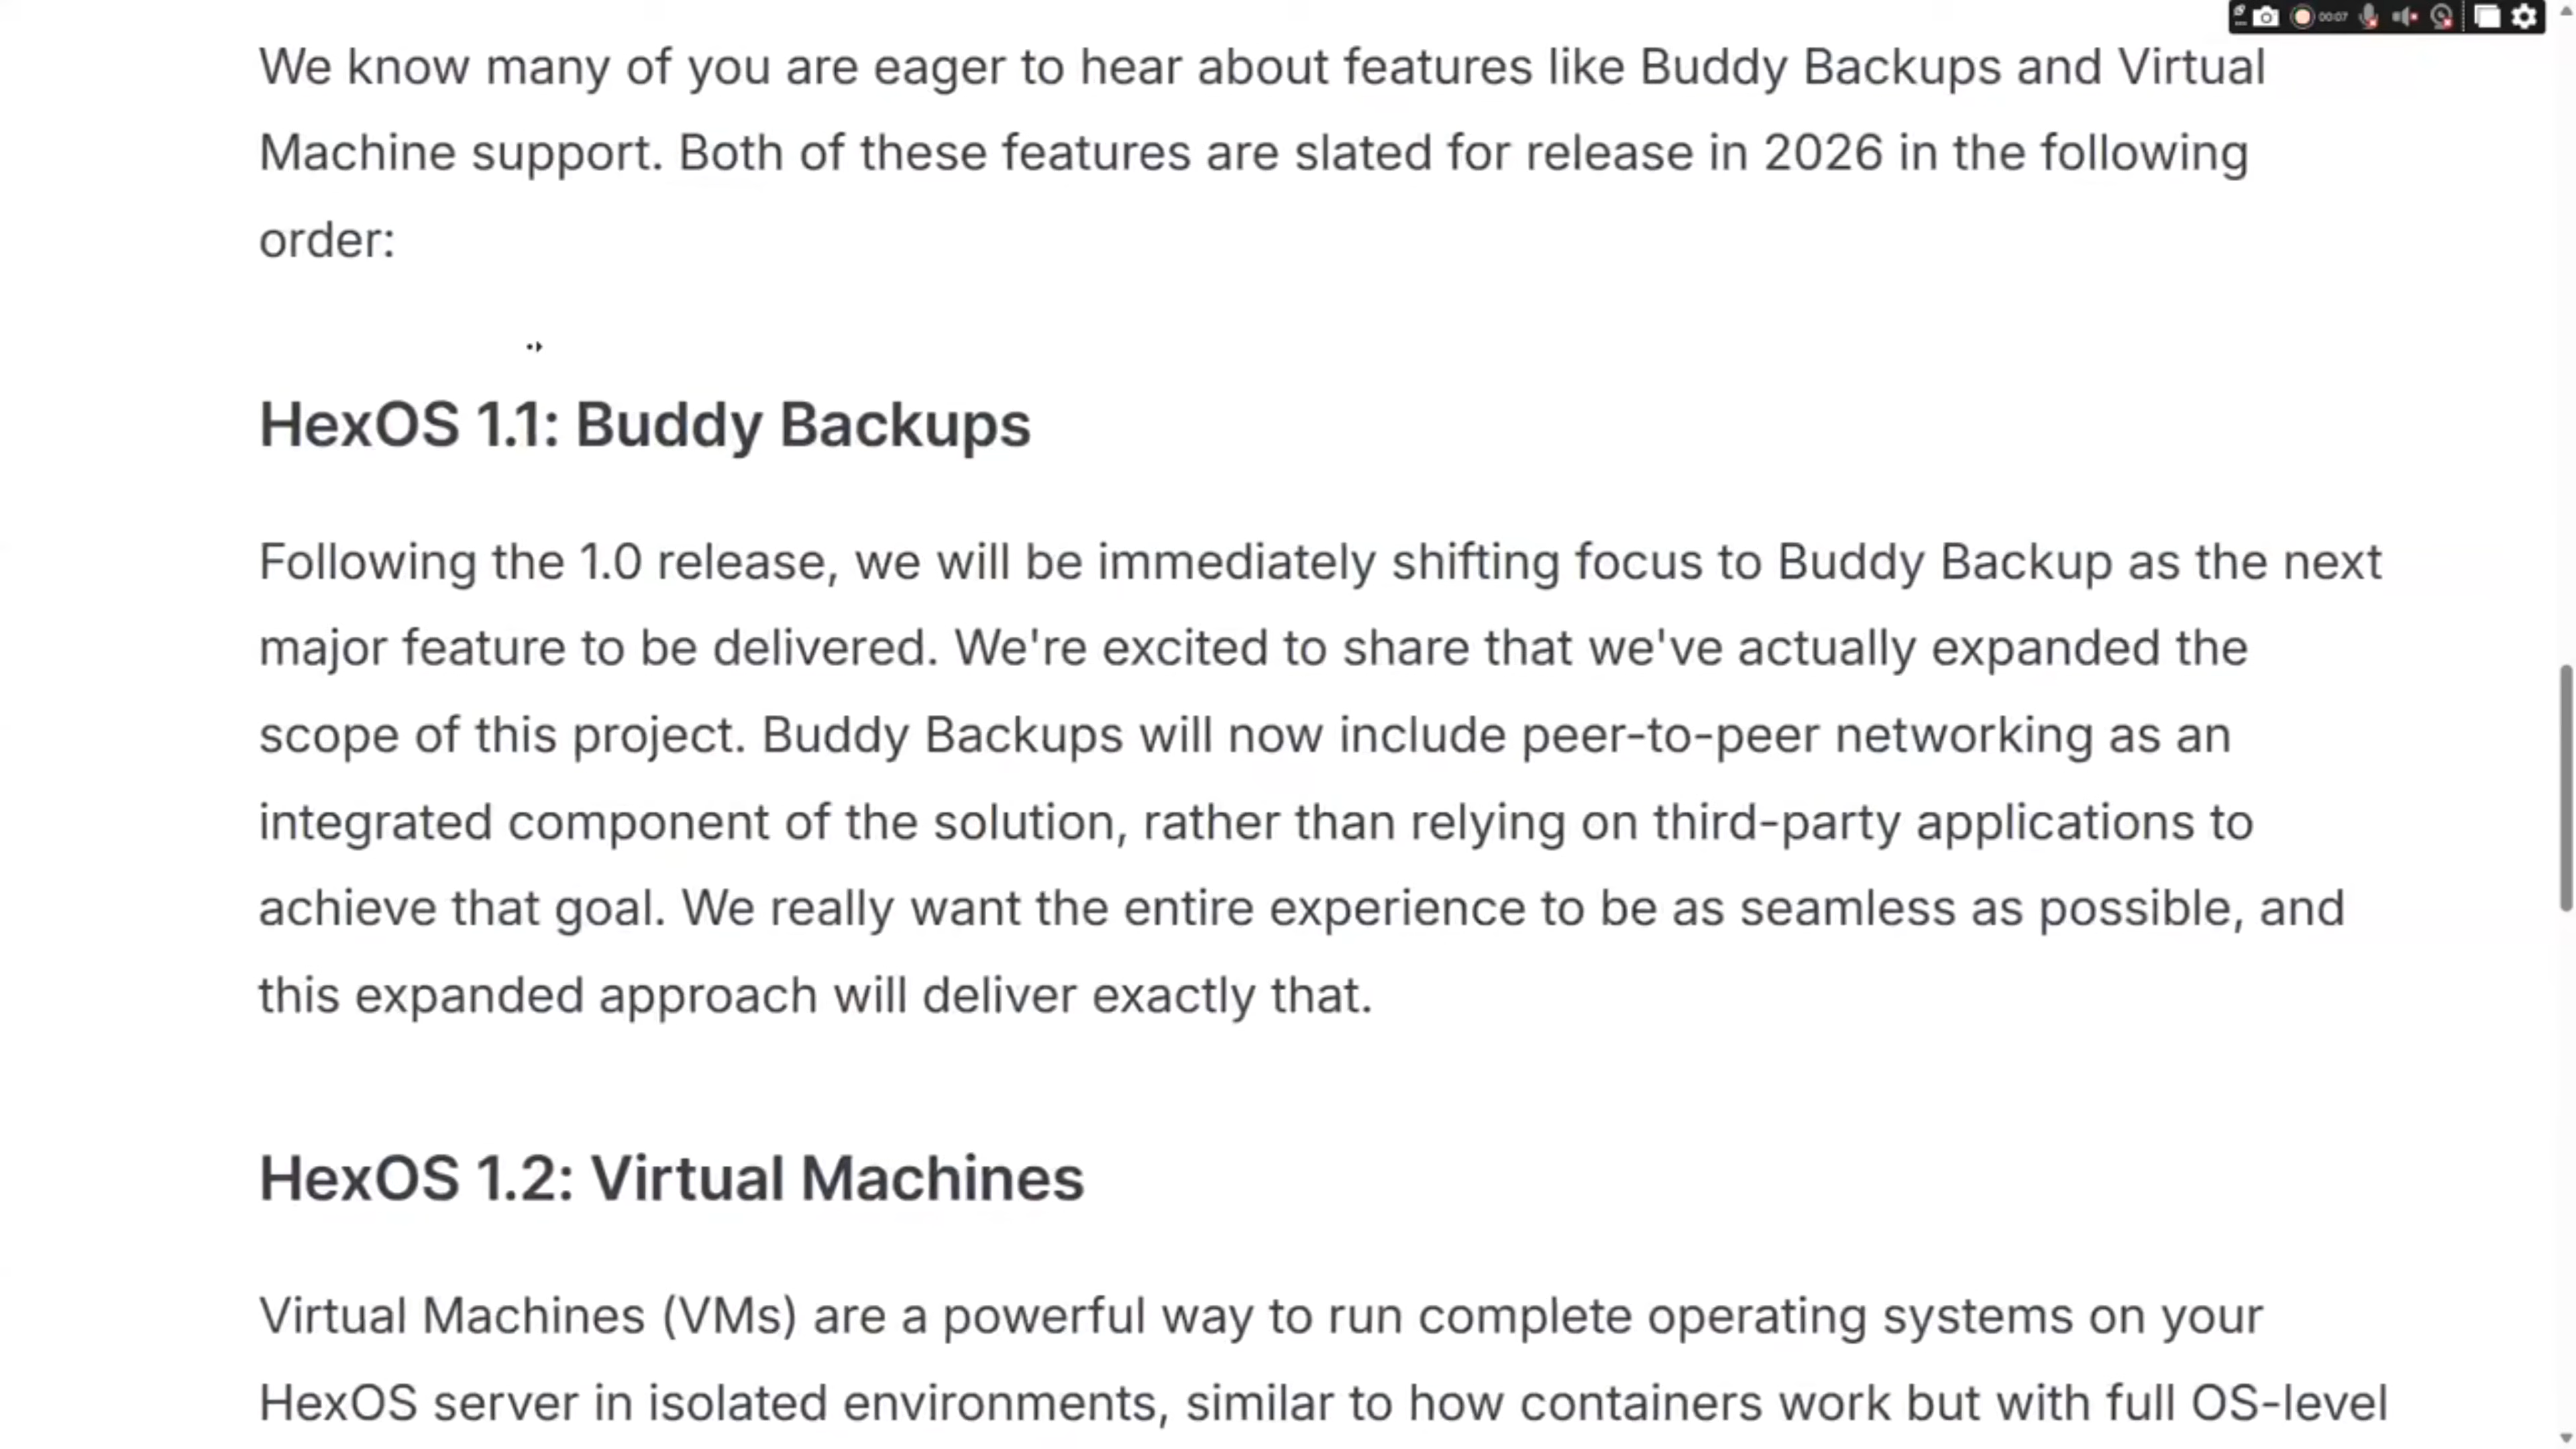 00:07
We know many of you are eager to hear about features like Buddy Backups and Virtual
Machine support. Both of these features are slated for release in 2026 in the following
order:
HexOS 1.1: Buddy Backups
Following the 1.0 release, we will be immediately shifting focus to Buddy Backup as the next
major feature to be delivered. We're excited to share that we've actually expanded the
scope of this project. Buddy Backups will now include peer-to-peer networking as an
integrated component of the solution, rather than relying on third-party applications to
achieve that goal. We really want the entire experience to be as seamless as possible, and
this expanded approach will deliver exactly that.
HexOS 1.2: Virtual Machines
Virtual Machines (VMs) are a powerful way to run complete operating systems on your
HexOS server in isolated environments, similar to how containers work but with full OS-level